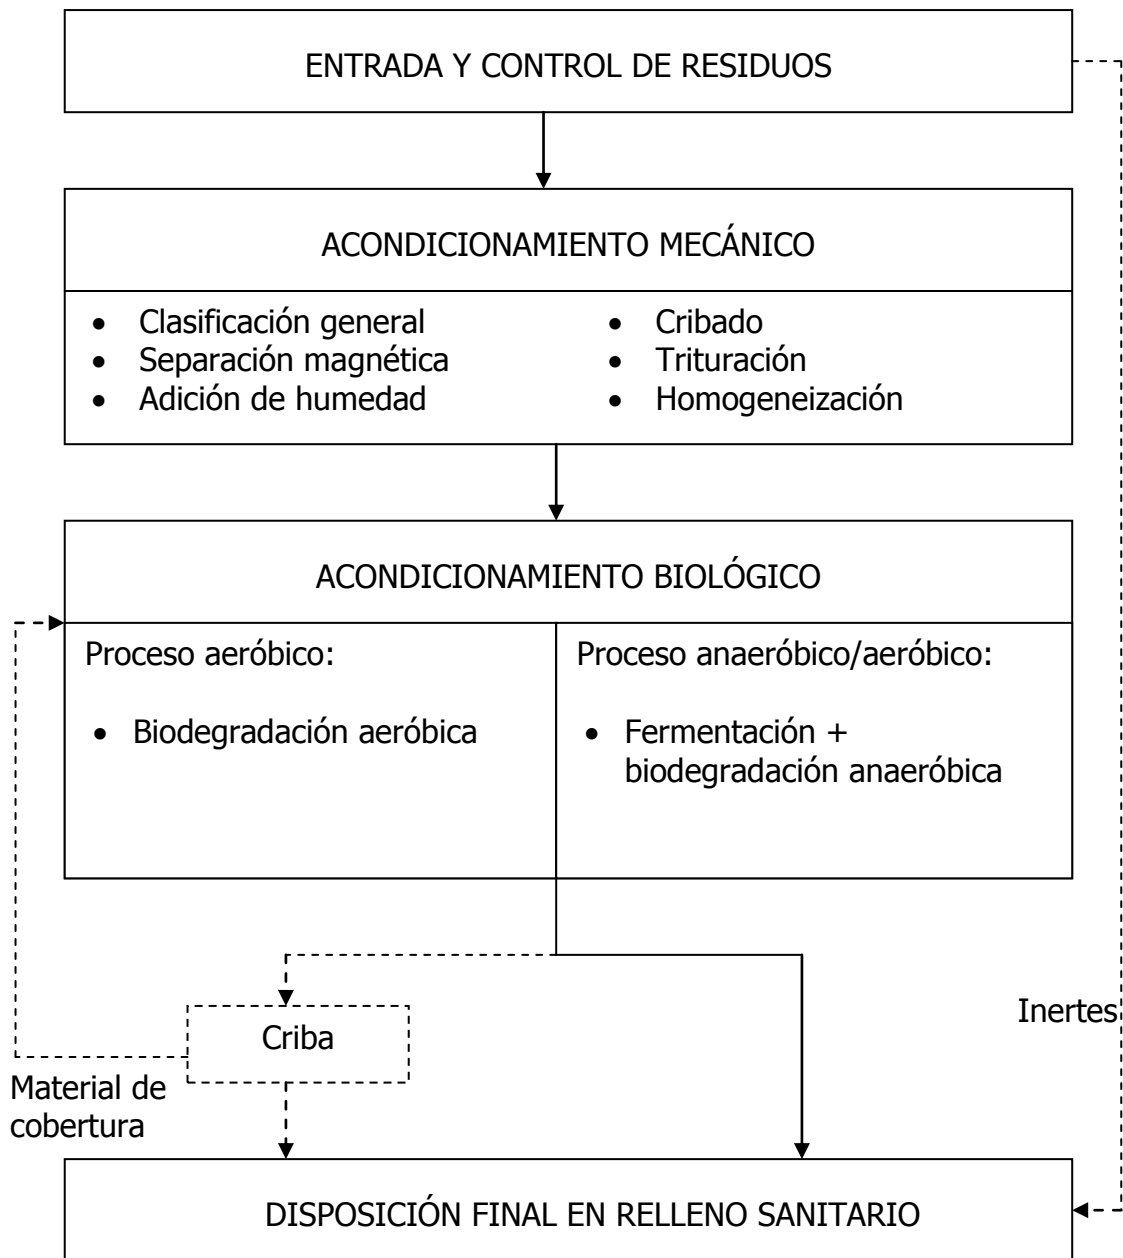 ENTRADA Y CONTROL DE RESIDUOS
ACONDICIONAMIENTO MECÁNICO
• Clasificación general
• Separación magnética
• Adición de humedad
• Cribado
• Trituración
• Homogeneización
ACONDICIONAMIENTO BIOLÓGICO
Proceso aeróbico:
• Biodegradación aeróbica
Proceso anaeróbico/aeróbico:
• Fermentación +
biodegradación anaeróbica
Criba
Inertes
Material de
cobertura
DISPOSICIÓN FINAL EN RELLENO SANITARIO